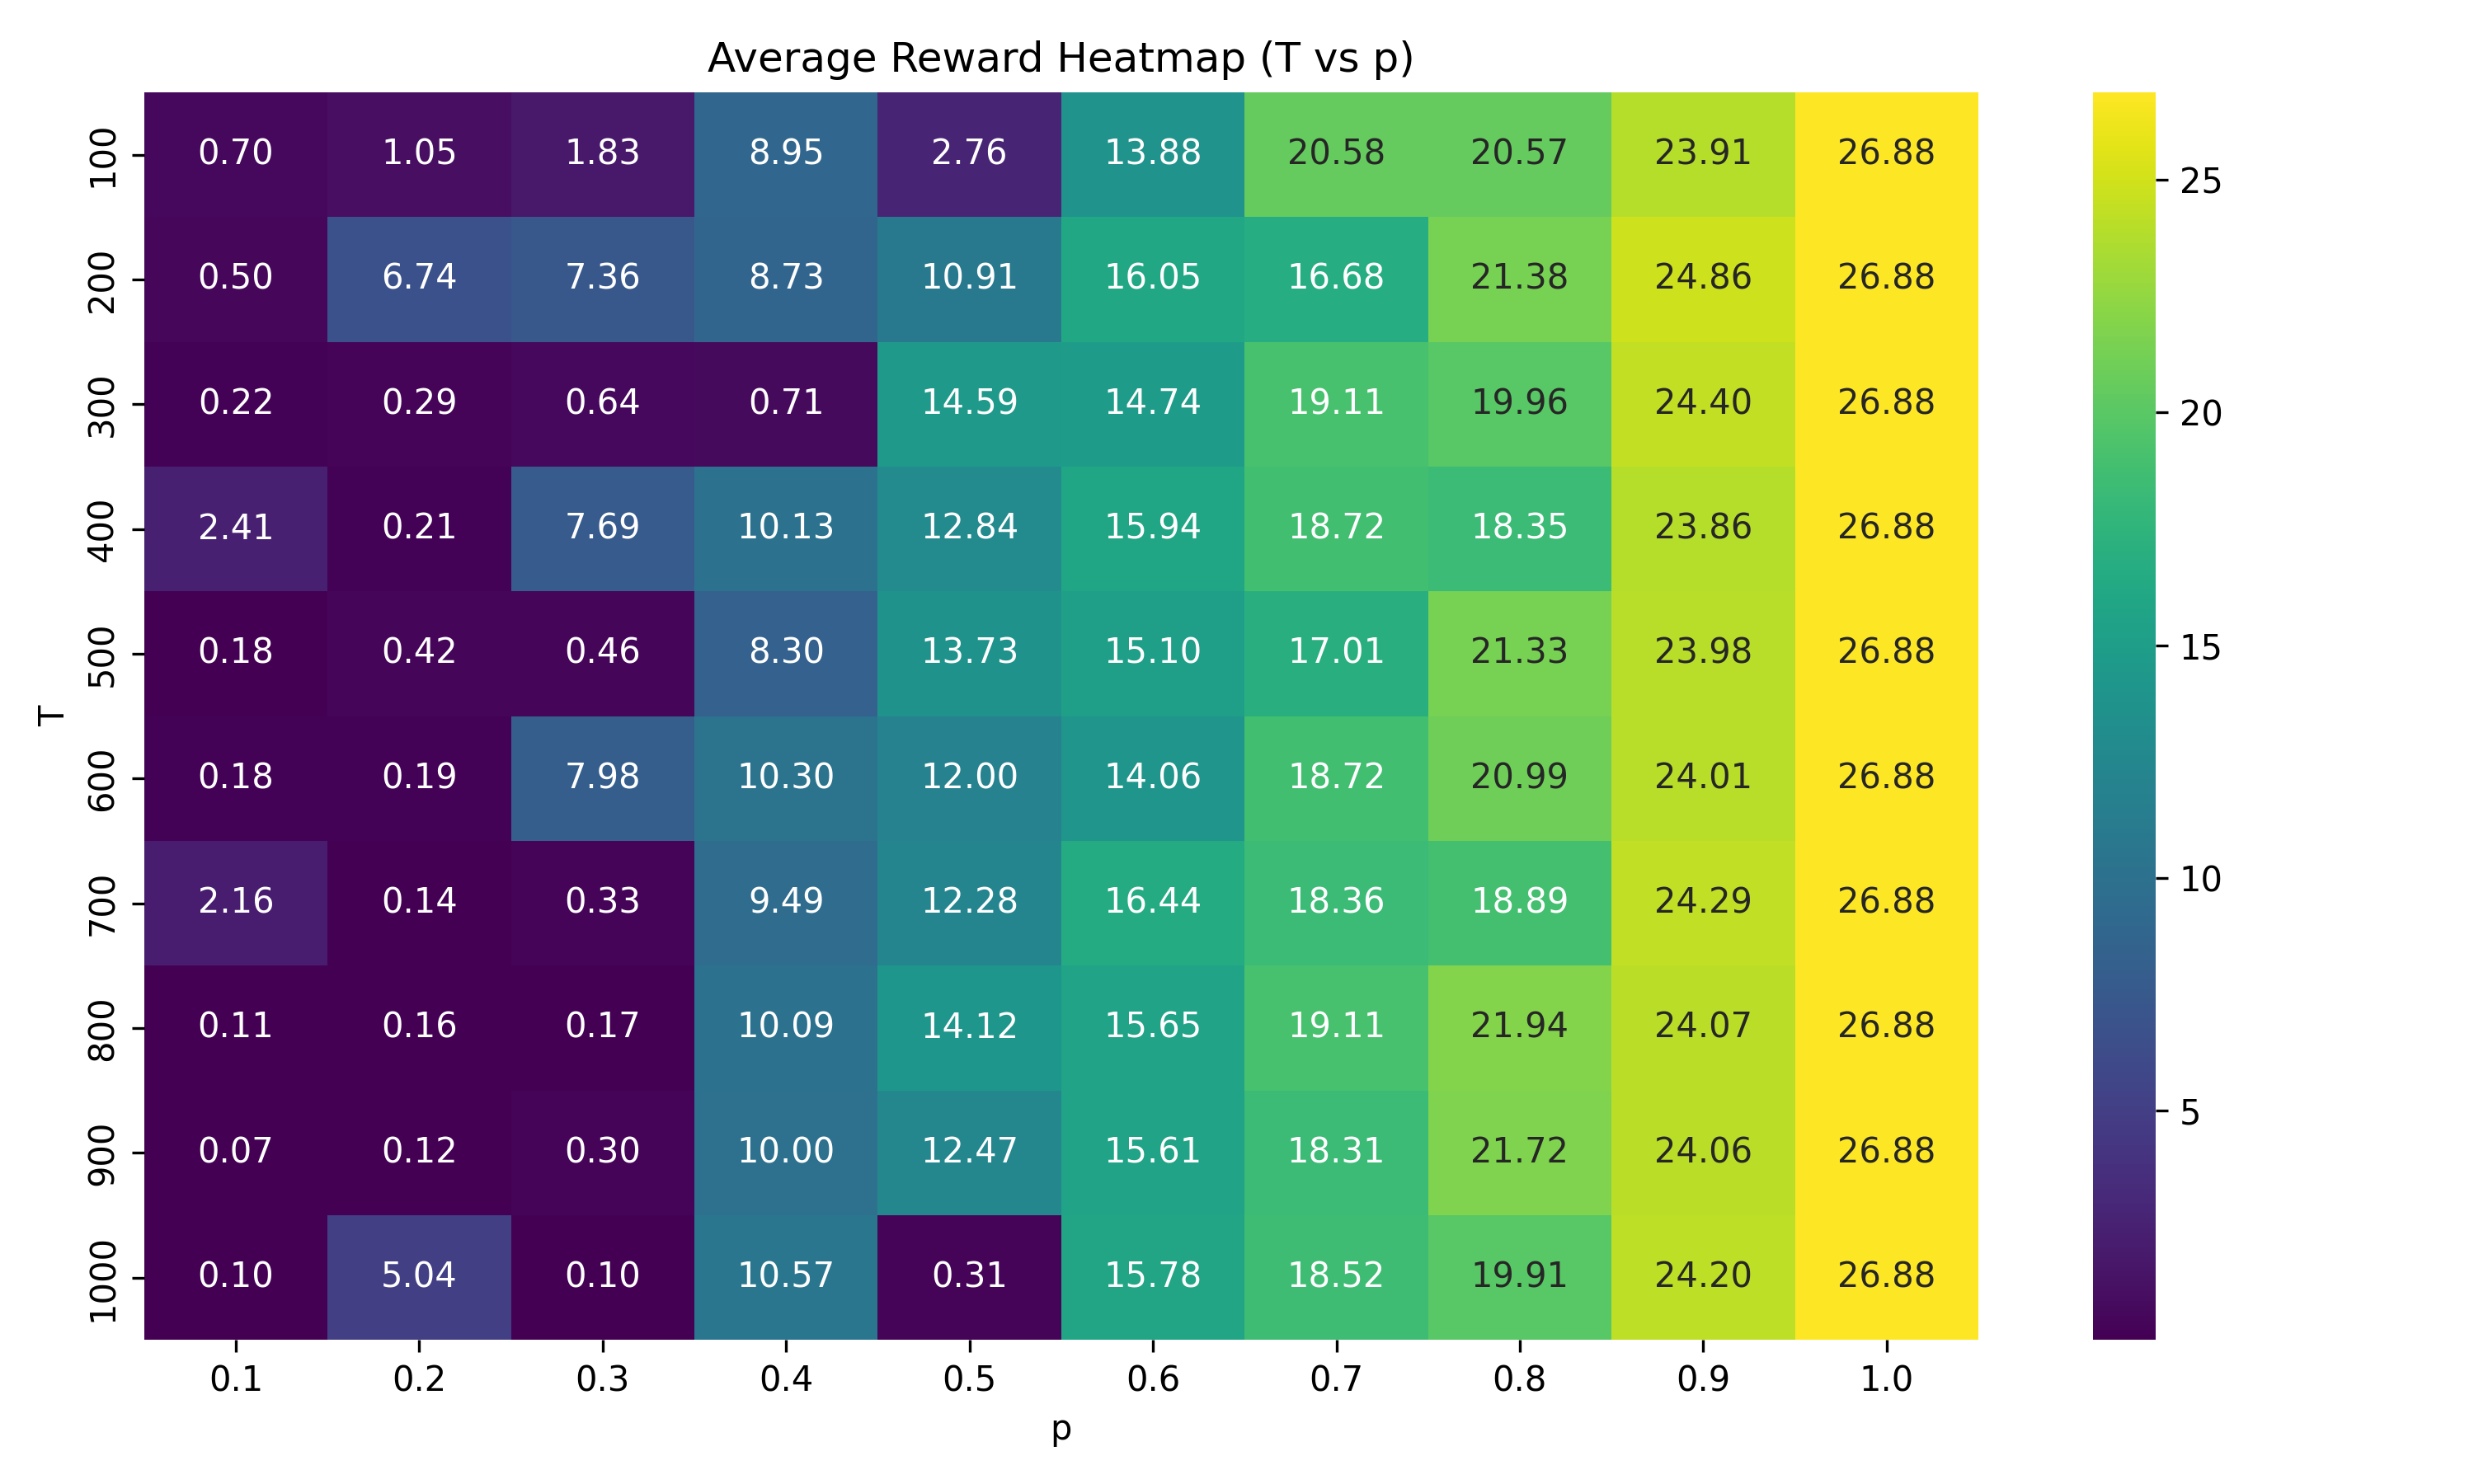 Average Reward Heatmap (T vs p)
100 0.70 1.05 1.83 8.95 2.76 13.88 20.58 20.57 23.91 26.88
200 0.50 6.74 7.36 8.73 10.91 16.05 16.68 21.38 24.86 26.88
300 0.22 0.29 0.64 0.71 14.59 14.74 19.11 19.96 24.40 26.88
400 2.41 0.21 7.69 10.13 12.84 15.94 18.72 18.35 23.86 26.88
500 0.18 0.42 0.46 8.30 13.73 15.10 17.01 21.33 23.98 26.88
600 0.18 0.19 7.98 10.30 12.00 14.06 18.72 20.99 24.01 26.88
700 2.16 0.14 0.33 9.49 12.28 16.44 18.36 18.89 24.29 26.88
800 0.11 0.16 0.17 10.09 14.12 15.65 19.11 21.94 24.07 26.88
900 0.07 0.12 0.30 10.00 12.47 15.61 18.31 21.72 24.06 26.88
1000 0.10 5.04 0.10 10.57 0.31 15.78 18.52 19.91 24.20 26.88
0.1 0.2 0.3 0.4 0.5 0.6 0.7 0.8 0.9 1.0
p
T
25
20
15
10
5